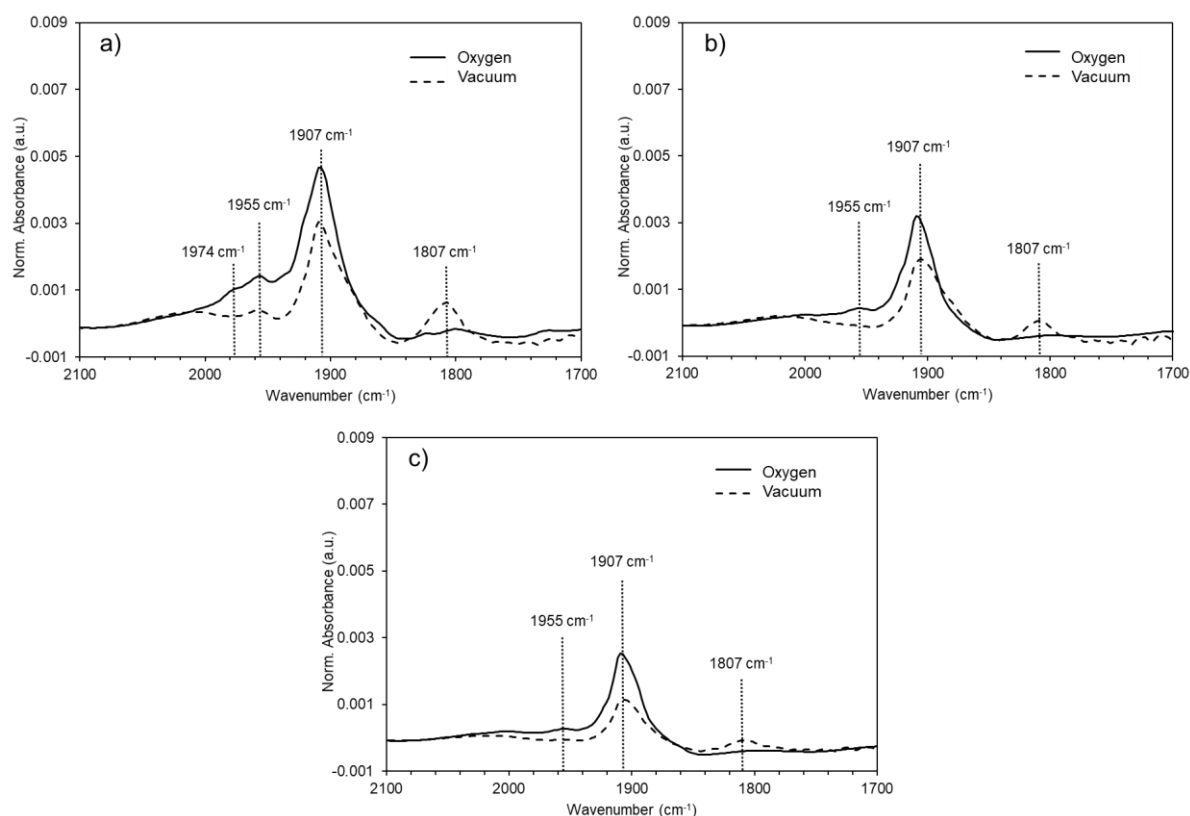 a)
Oxygen
Vacuum
1974 cm⁻¹
1955 cm⁻¹
1907 cm⁻¹
1807 cm⁻¹
0.009
0.007
0.005
0.003
0.001
-0.001
Norm. Absorbance (a.u.)
2100 2000 1900 1800 1700
Wavenumber (cm⁻¹)
b)
Oxygen
Vacuum
1955 cm⁻¹
1907 cm⁻¹
1807 cm⁻¹
0.009
0.007
0.005
0.003
0.001
-0.001
Norm. Absorbance (a.u.)
2100 2000 1900 1800 1700
Wavenumber (cm⁻¹)
c)
Oxygen
Vacuum
1955 cm⁻¹
1907 cm⁻¹
1807 cm⁻¹
0.009
0.007
0.005
0.003
0.001
-0.001
Norm. Absorbance (a.u.)
2100 2000 1900 1800 1700
Wavenumber (cm⁻¹)